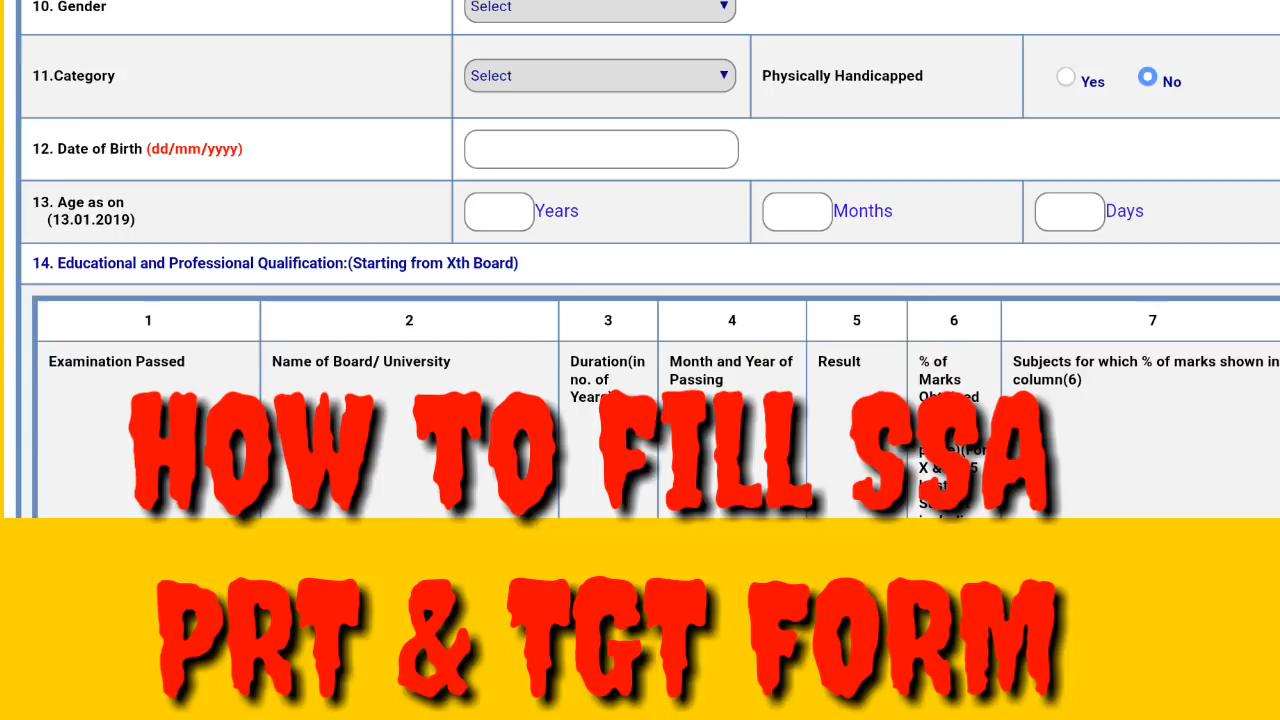 10. Gender Select
11.Category Select Physically Handicapped Yes No
12. Date of Birth (dd/mm/yyyy)
13. Age as on Years Months Days
(13.01.2019)
14. Educational and Professional Qualification:(Starting from Xth Board)
1 2 3 4 5 6 7
Examination Passed Name of Board/ University Duration(in Month and Year of Result % of Subjects for which % of marks shown in
no. of Passing Marks column(6)
HOW TO FILL SSA
PRT & TGT FORM